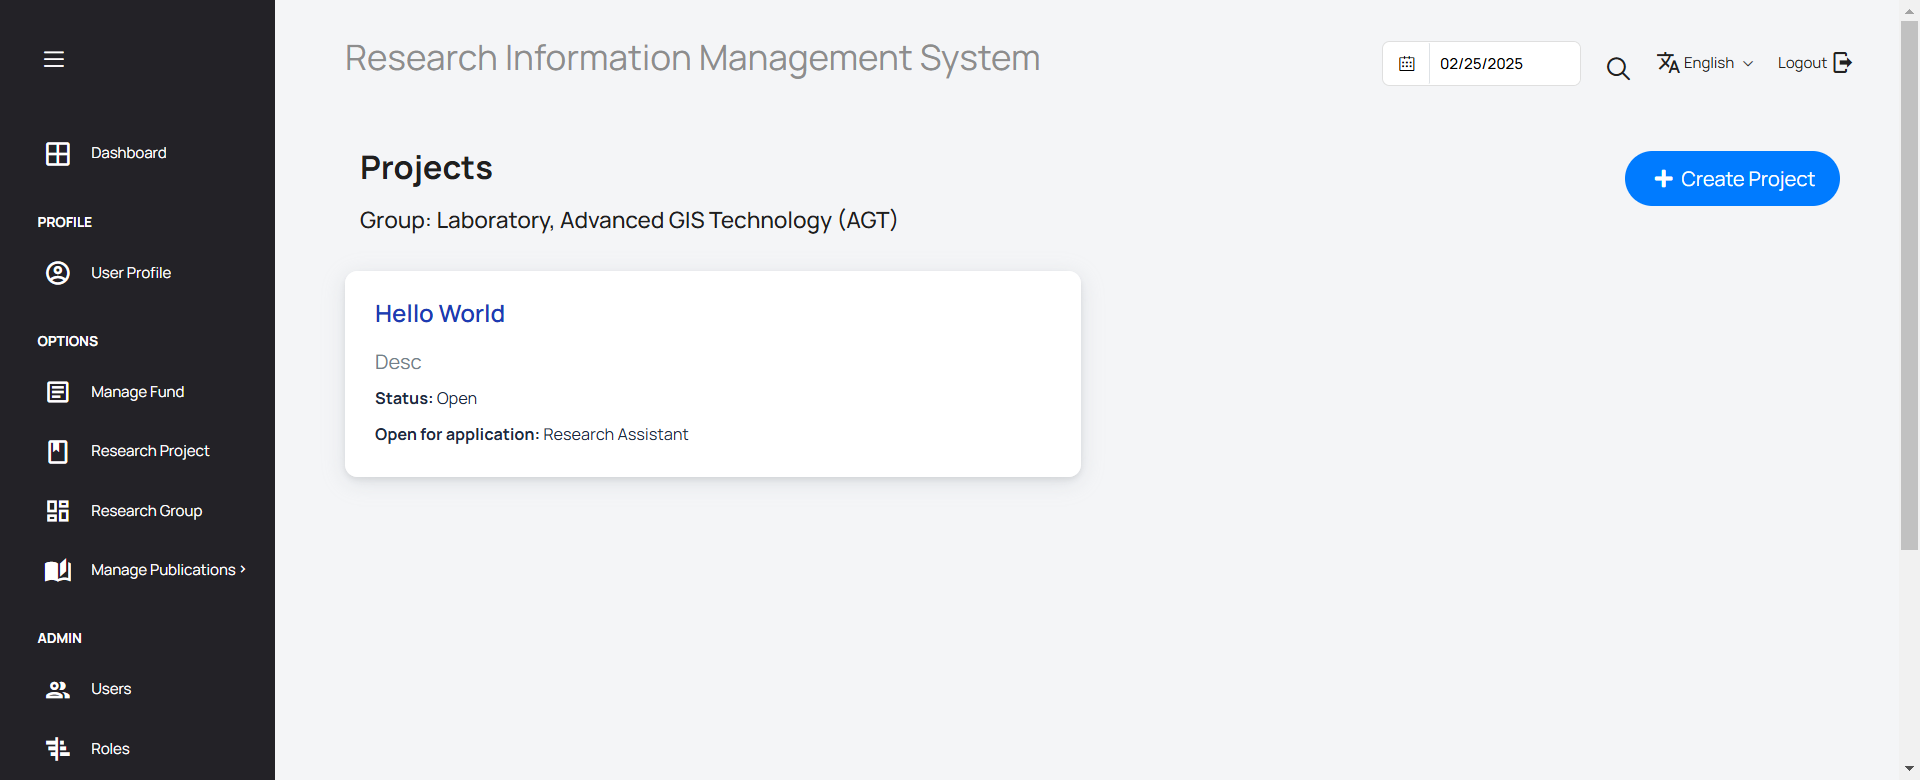 Research Information Management System
02/25/2025
English
Logout
Dashboard
PROFILE
User Profile
OPTIONS
Manage Fund
Research Project
Research Group
Manage Publications
ADMIN
Users
Roles
Projects
Create Project
Group: Laboratory, Advanced GIS Technology (AGT)
Hello World
Desc
Status: Open
Open for application: Research Assistant